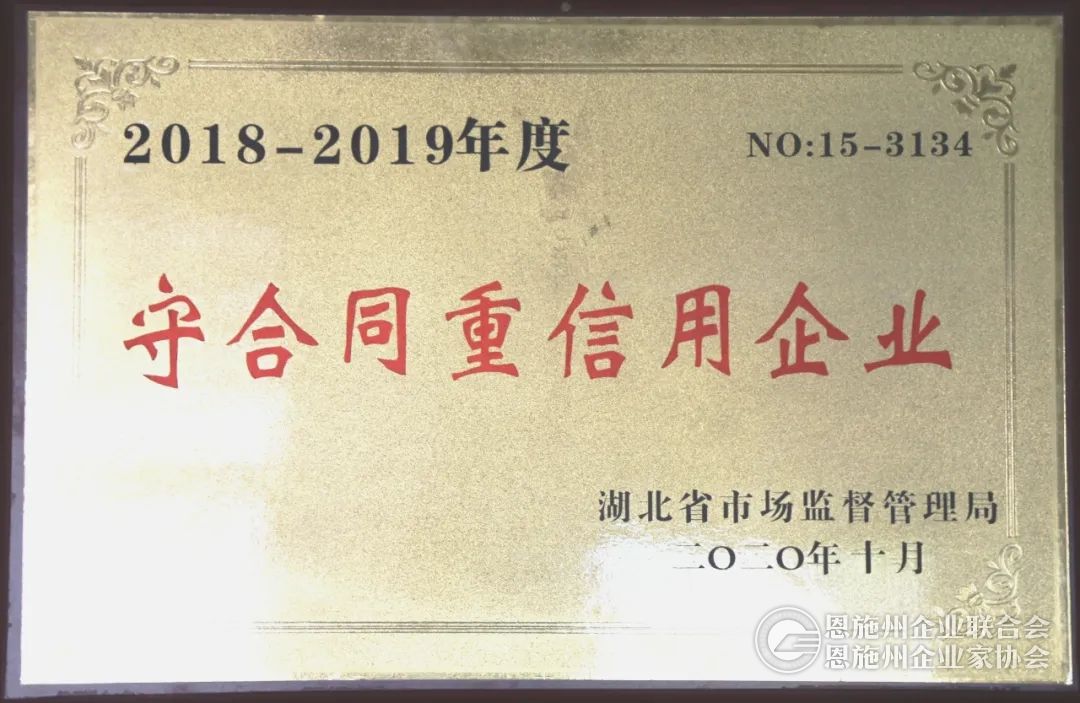 2018-2019年度
NO:15-3134
守合同重信用企业
湖北省市场监督管理局
二〇二〇年十月
恩施州企业联合会
恩施州企业家协会